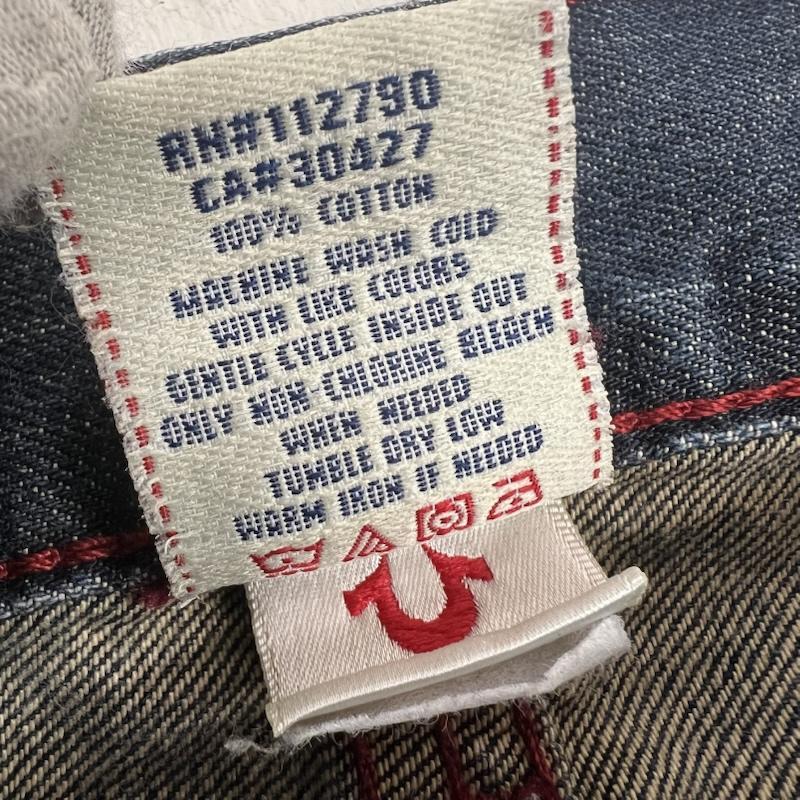 RN#112790
CA#30427
100% COTTON
MACHINE WASH COLD
WITH LIKE COLORS
GENTLE CYCLE INSIDE OUT
ONLY NON-CHLORINE BLEACH
WHEN NEEDED
TUMBLE DRY LOW
WARM IRON IF NEEDED